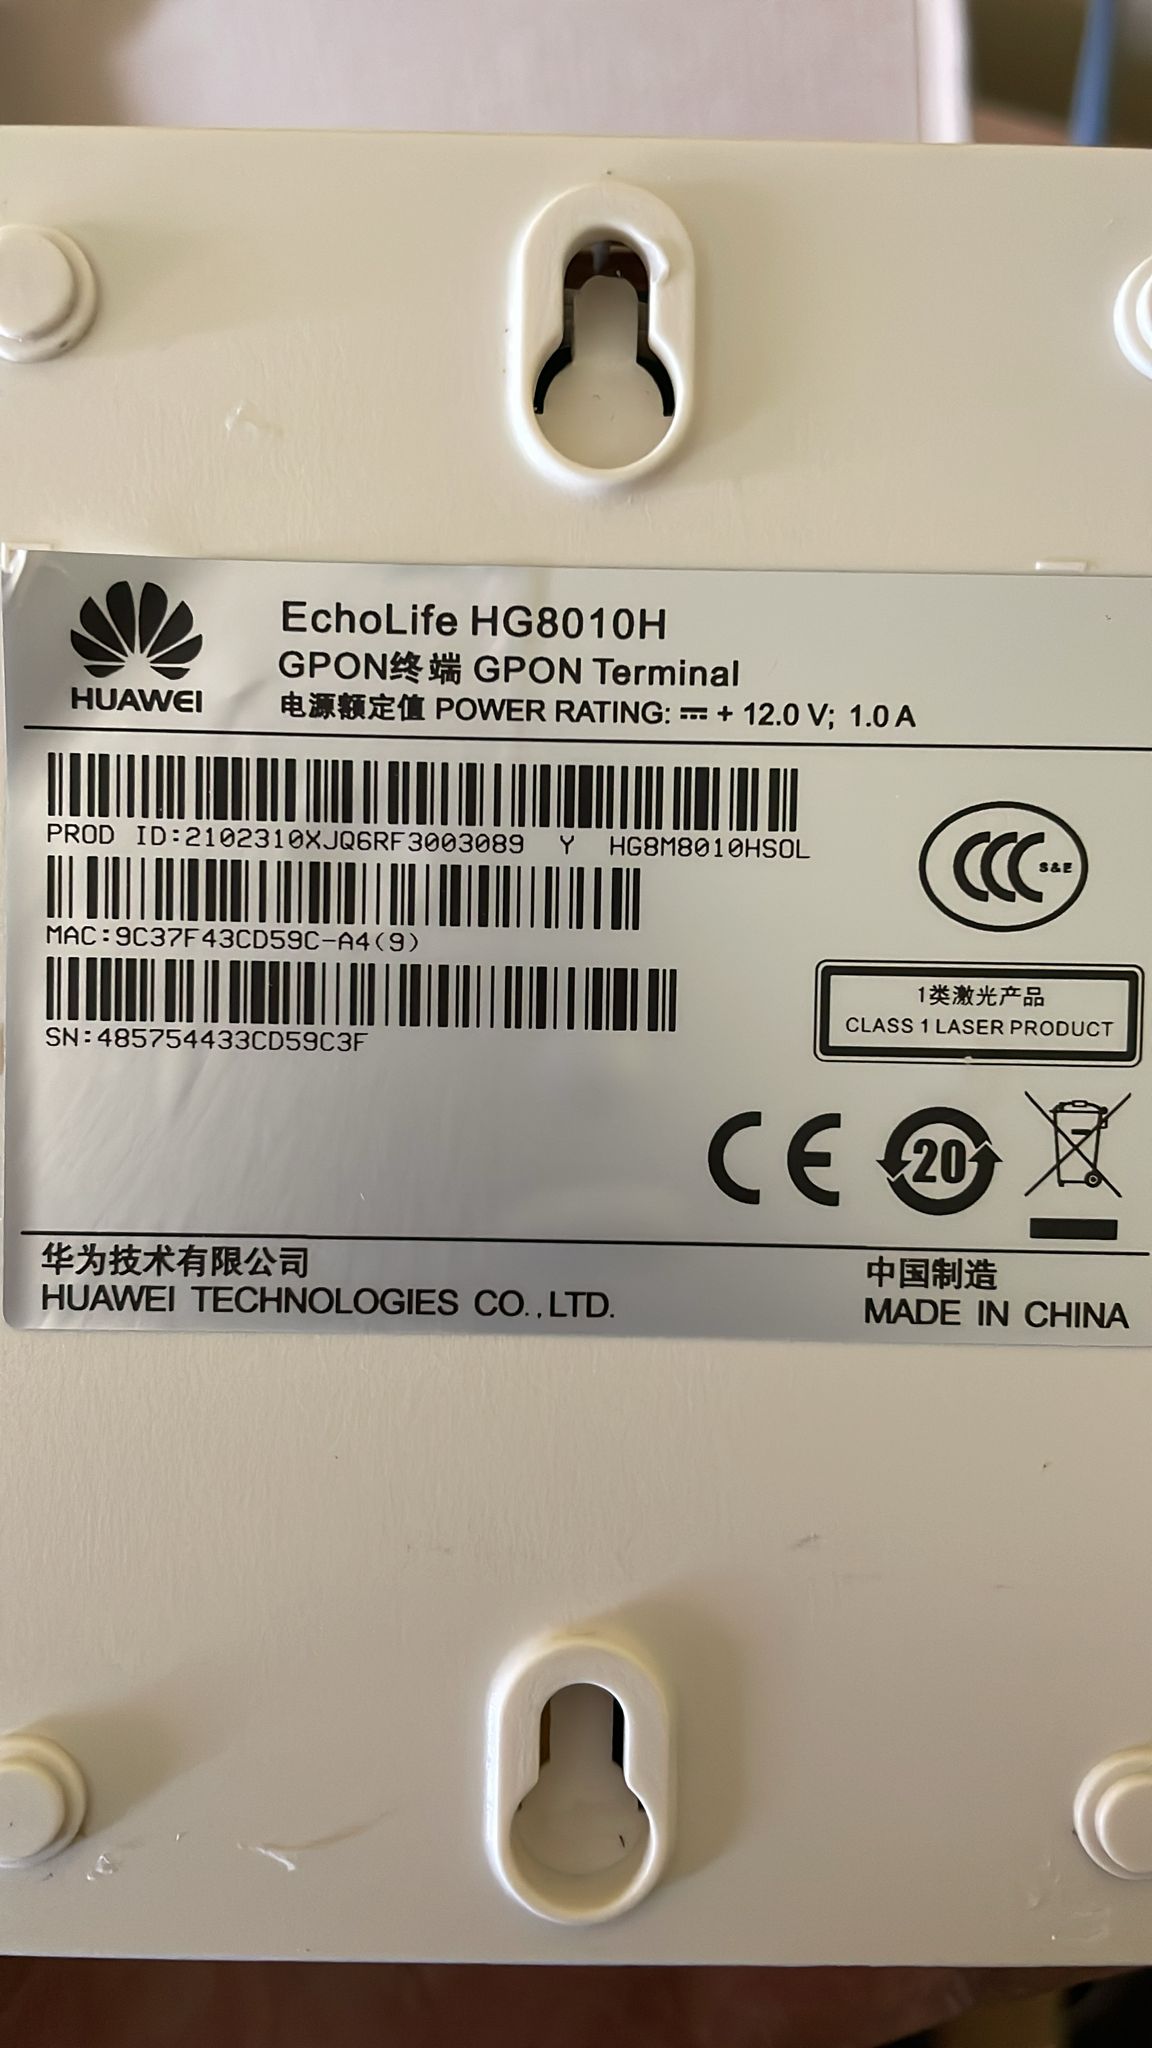 HUAWEI
EchoLife HG8010H
GPON终端 GPON Terminal
电源额定值 POWER RATING: ⎓ + 12.0 V; 1.0 A
PROD ID:2102310XJQ6RF3003089 Y HG8M8010HSOL
MAC:9C37F43CD59C-A4(9)
SN:485754433CD59C3F
CCC S&E
1类激光产品
CLASS 1 LASER PRODUCT
CE
20
华为技术有限公司
HUAWEI TECHNOLOGIES CO.,LTD.
中国制造
MADE IN CHINA